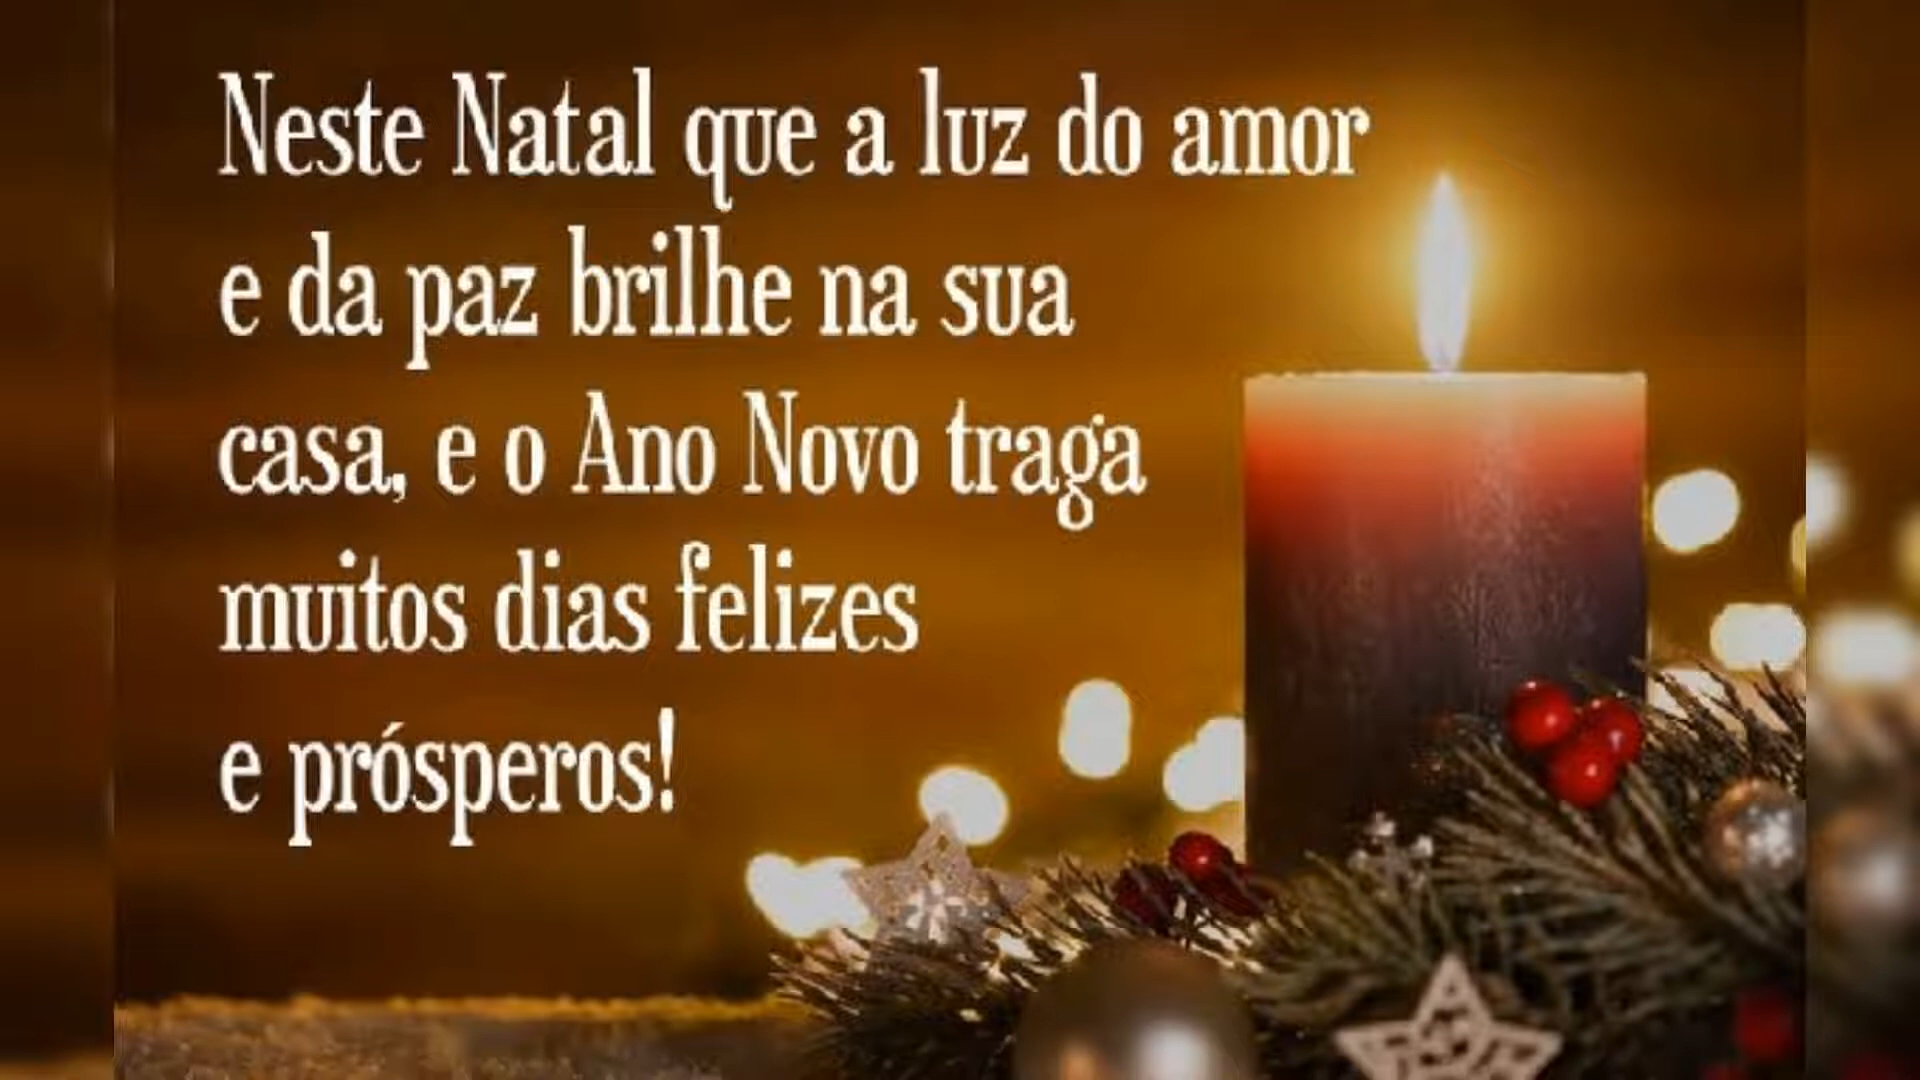 Neste Natal que a luz do amor
e da paz brilhe na sua
casa, e o Ano Novo traga
muitos dias felizes
e prósperos!